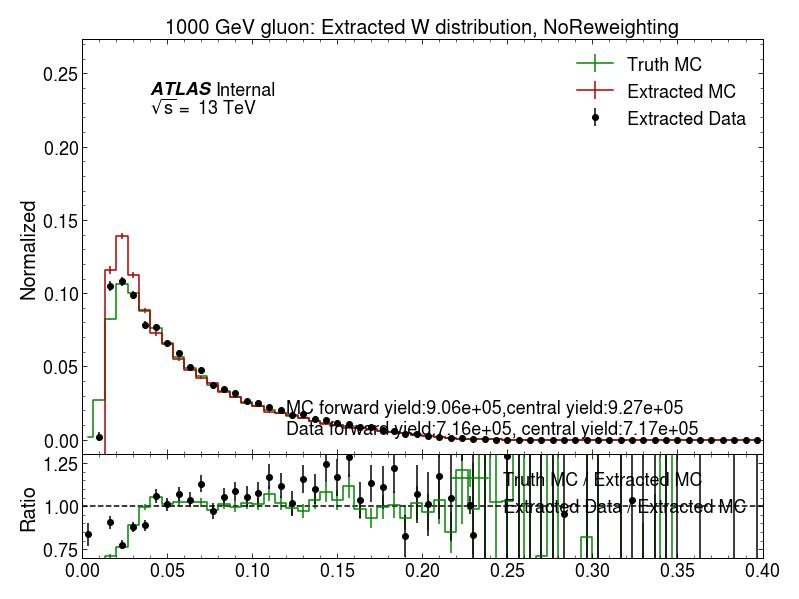 1000 GeV gluon: Extracted W distribution, NoReweighting
ATLAS Internal
√s = 13 TeV
Truth MC
Extracted MC
Extracted Data
Normalized
0.25
0.20
0.15
0.10
0.05
0.00
MC forward yield:9.06e+05,central yield:9.27e+05
Data forward yield:7.16e+05, central yield:7.17e+05
Ratio
1.25
1.00
0.75
Truth MC / Extracted MC
Extracted Data / Extracted MC
0.00 0.05 0.10 0.15 0.20 0.25 0.30 0.35 0.40